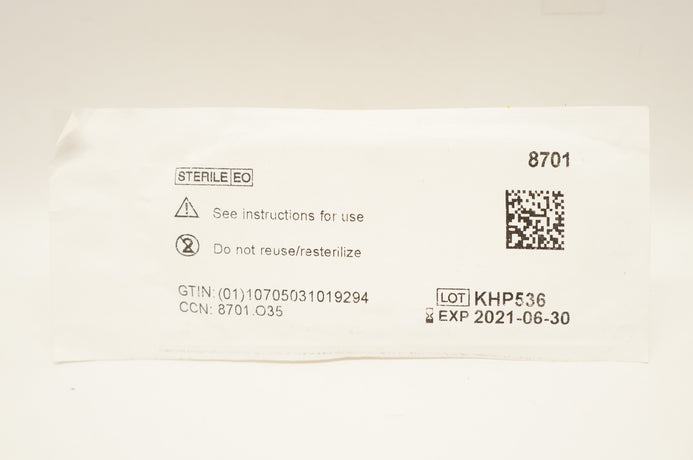 8701
STERILE EO
See instructions for use
Do not reuse/resterilize
GTIN: (01)10705031019294
CCN: 8701.O35
LOT KHP536
EXP 2021-06-30